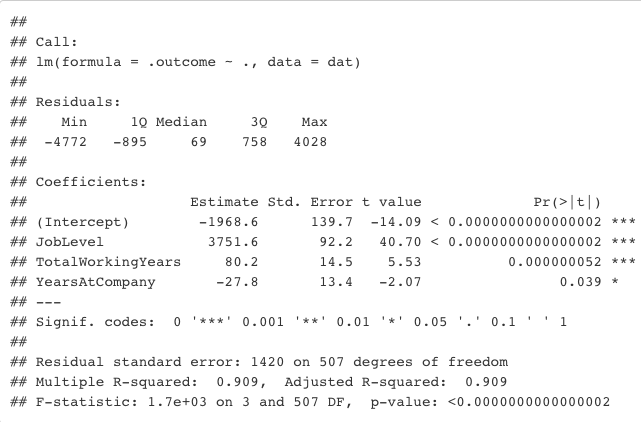 ##
## Call:
## lm(formula = .outcome ~ ., data = dat)
##
## Residuals:
##    Min     1Q Median     3Q    Max
##  -4772   -895     69    758   4028
##
## Coefficients:
##                   Estimate Std. Error t value             Pr(>|t|)
## (Intercept)        -1968.6      139.7  -14.09 < 0.0000000000000002 ***
## JobLevel            3751.6       92.2   40.70 < 0.0000000000000002 ***
## TotalWorkingYears     80.2       14.5    5.53          0.000000052 ***
## YearsAtCompany       -27.8       13.4   -2.07                0.039 *
## ---
## Signif. codes:  0 '***' 0.001 '**' 0.01 '*' 0.05 '.' 0.1 ' ' 1
##
## Residual standard error: 1420 on 507 degrees of freedom
## Multiple R-squared:  0.909,  Adjusted R-squared:  0.909
## F-statistic: 1.7e+03 on 3 and 507 DF,  p-value: <0.0000000000000002